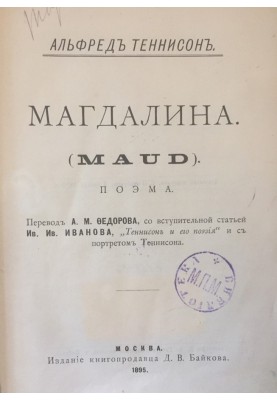 АЛЬФРЕДЪ ТЕННИСОНЪ.
МАГДАЛИНА.
(MAUD).
ПОЭМА.
Переводъ А. М. ѲЕДОРОВА, со вступительной статьей
Ив. Ив. ИВАНОВА, „Теннисонъ и его поэзія" и съ
портретомъ Теннисона.
БИБЛІОТЕКА
М.П.М.
МОСКВА.
Изданіе книгопродавца Д. В. Байкова.
1895.